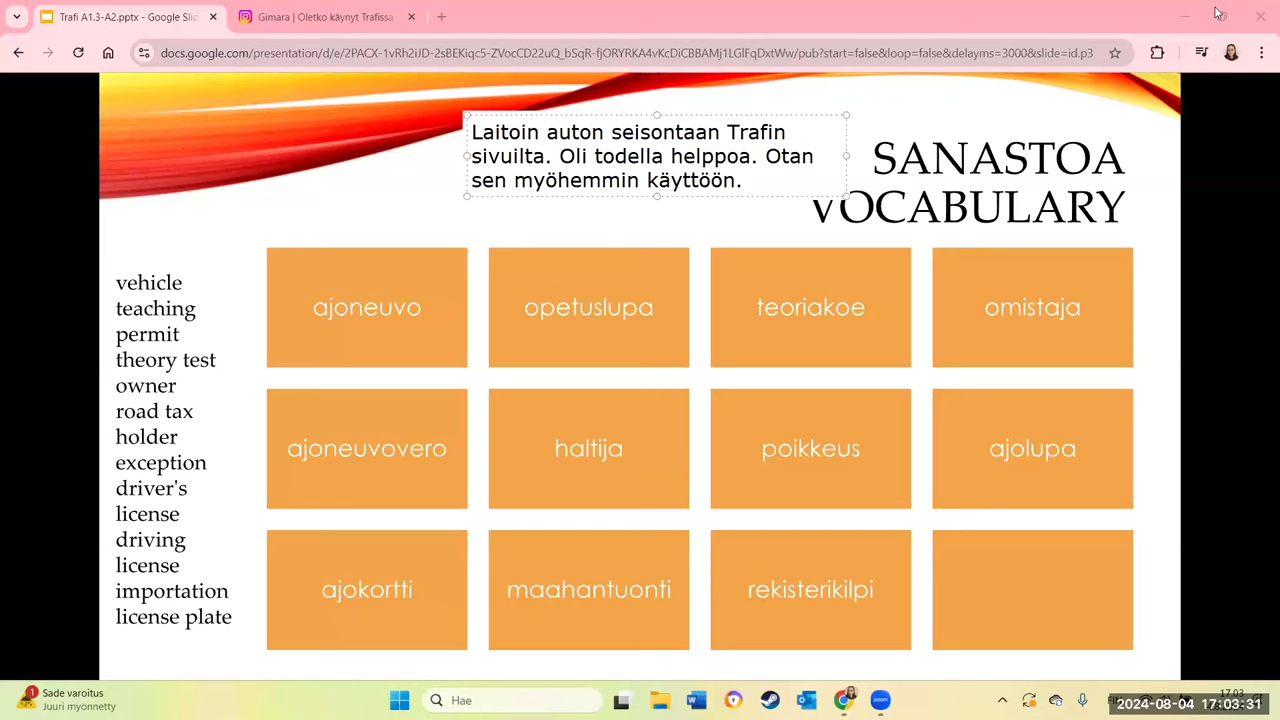 Trafi A1.3-A2.pptx - Google Slid
Gimara | Oletko käynyt Trafissa
docs.google.com/presentation/d/e/2PACX-1vRh2iJD-2sBEKiqc5-ZVocCD22uQ_bSqR-fjORYRKA4vKcDiCBBAMj1LGlFqDxtWw/pub?start=false&loop=false&delayms=3000&slide=id.p3
Laitoin auton seisontaan Trafin
sivuilta. Oli todella helppoa. Otan
sen myöhemmin käyttöön.
SANASTOA
VOCABULARY
vehicle
teaching
permit
theory test
owner
road tax
holder
exception
driver's
license
driving
license
importation
license plate
ajoneuvo
opetuslupa
teoriakoe
omistaja
ajoneuvovero
haltija
poikkeus
ajolupa
ajokortti
maahantuonti
rekisterikilpi
1
Sade varoitus
Juuri myönnetty
Hae
zoom
17.03
2024-08-04 17:03:31